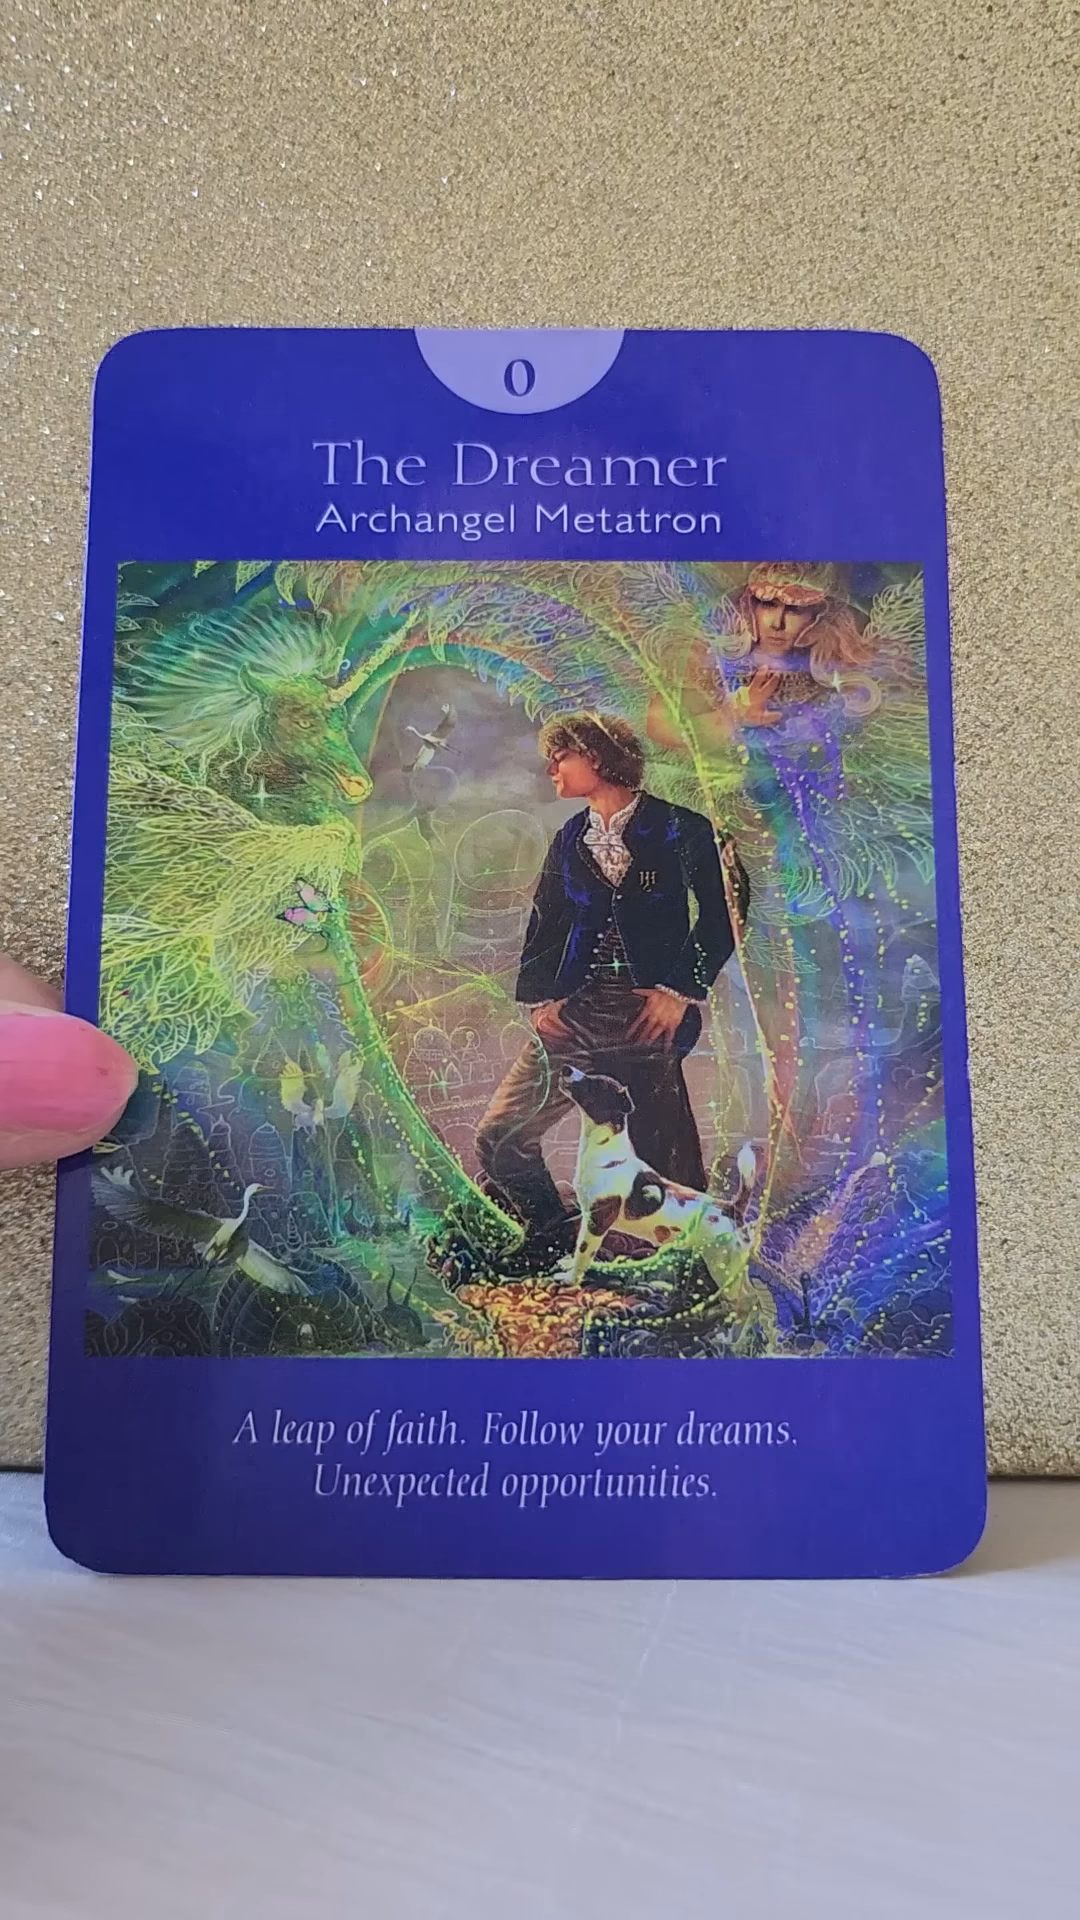 0
The Dreamer
Archangel Metatron
A leap of faith. Follow your dreams.
Unexpected opportunities.